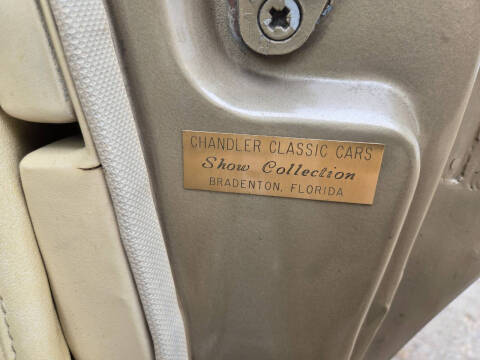 CHANDLER CLASSIC CARS
Show Collection
BRADENTON, FLORIDA